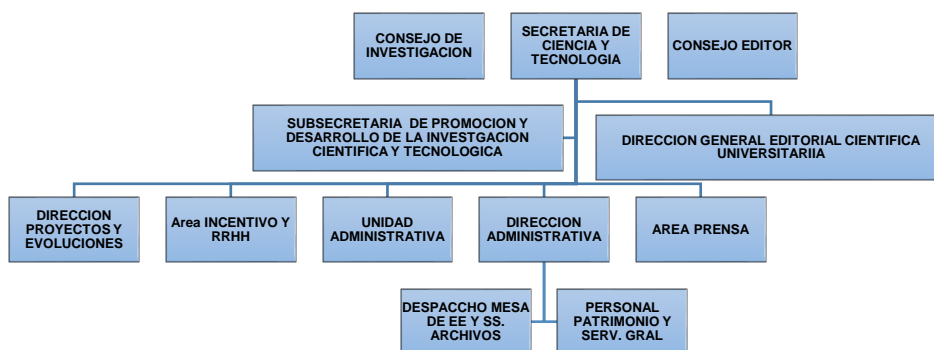 CONSEJO DE
INVESTIGACION
SECRETARIA DE
CIENCIA Y
TECNOLOGIA
CONSEJO EDITOR
SUBSECRETARIA DE PROMOCION Y
DESARROLLO DE LA INVESTGACION
CIENTIFICA Y TECNOLOGICA
DIRECCION GENERAL EDITORIAL CIENTIFICA
UNIVERSITARIIA
DIRECCION
PROYECTOS Y
EVOLUCIONES
Area INCENTIVO Y
RRHH
UNIDAD
ADMINISTRATIVA
DIRECCION
ADMINISTRATIVA
AREA PRENSA
DESPACCHO MESA
DE EE Y SS.
ARCHIVOS
PERSONAL
PATRIMONIO Y
SERV. GRAL